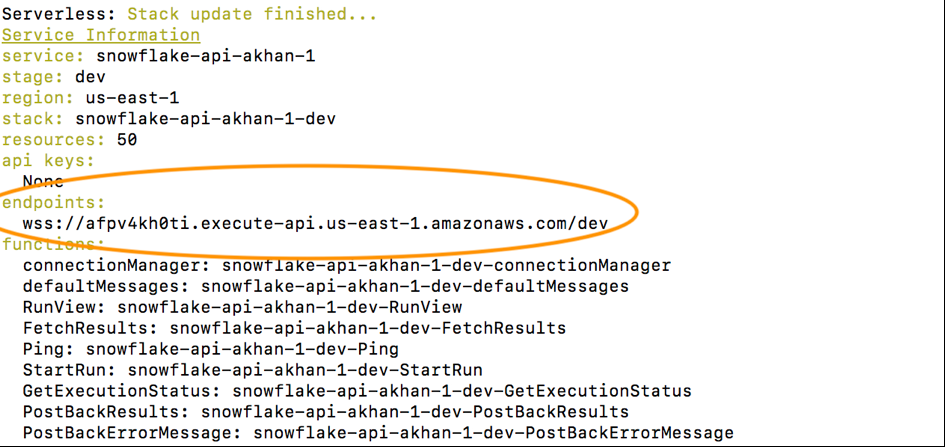 Serverless: Stack update finished...
Service Information
service: snowflake-api-akhan-1
stage: dev
region: us-east-1
stack: snowflake-api-akhan-1-dev
resources: 50
api keys:
None
endpoints:
wss://afpv4kh0ti.execute-api.us-east-1.amazonaws.com/dev
functions:
connectionManager: snowflake-api-akhan-1-dev-connectionManager
defaultMessages: snowflake-api-akhan-1-dev-defaultMessages
RunView: snowflake-api-akhan-1-dev-RunView
FetchResults: snowflake-api-akhan-1-dev-FetchResults
Ping: snowflake-api-akhan-1-dev-Ping
StartRun: snowflake-api-akhan-1-dev-StartRun
GetExecutionStatus: snowflake-api-akhan-1-dev-GetExecutionStatus
PostBackResults: snowflake-api-akhan-1-dev-PostBackResults
PostBackErrorMessage: snowflake-api-akhan-1-dev-PostBackErrorMessage